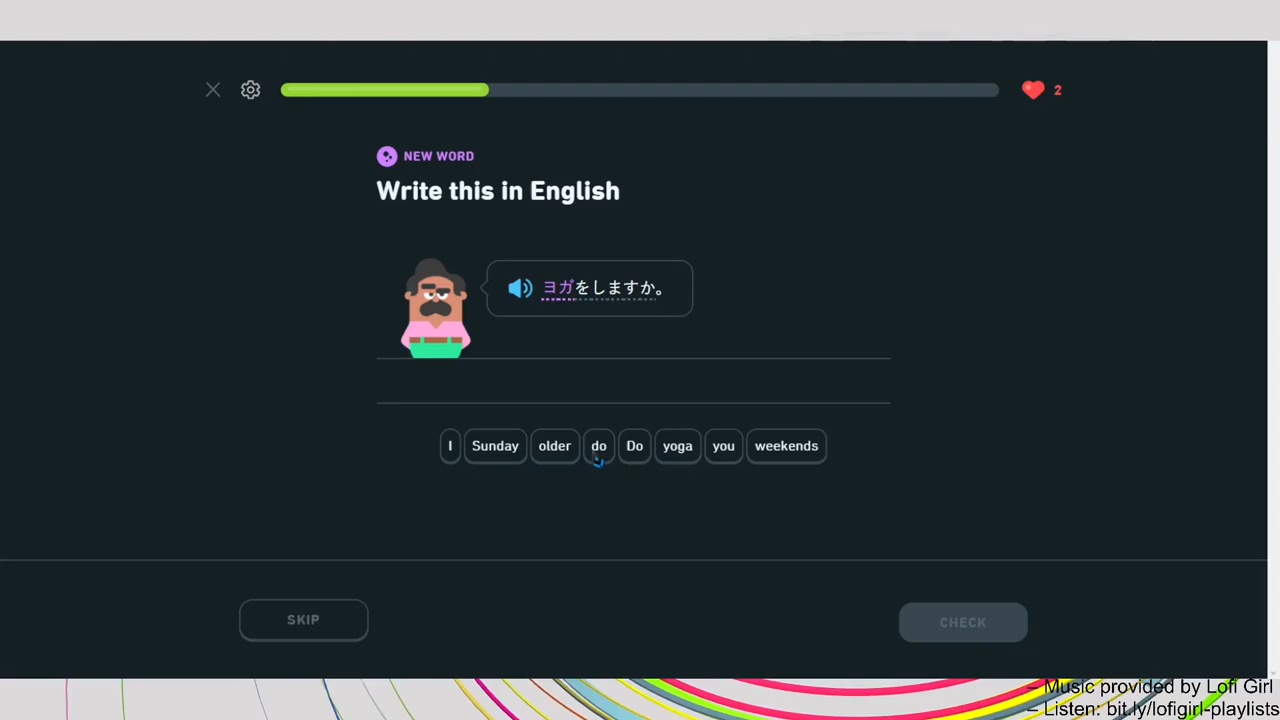 2
NEW WORD
Write this in English
ヨガをしますか。
I Sunday older do Do yoga you weekends
SKIP CHECK
– Music provided by Lofi Girl
– Listen: bit.ly/lofigirl-playlists